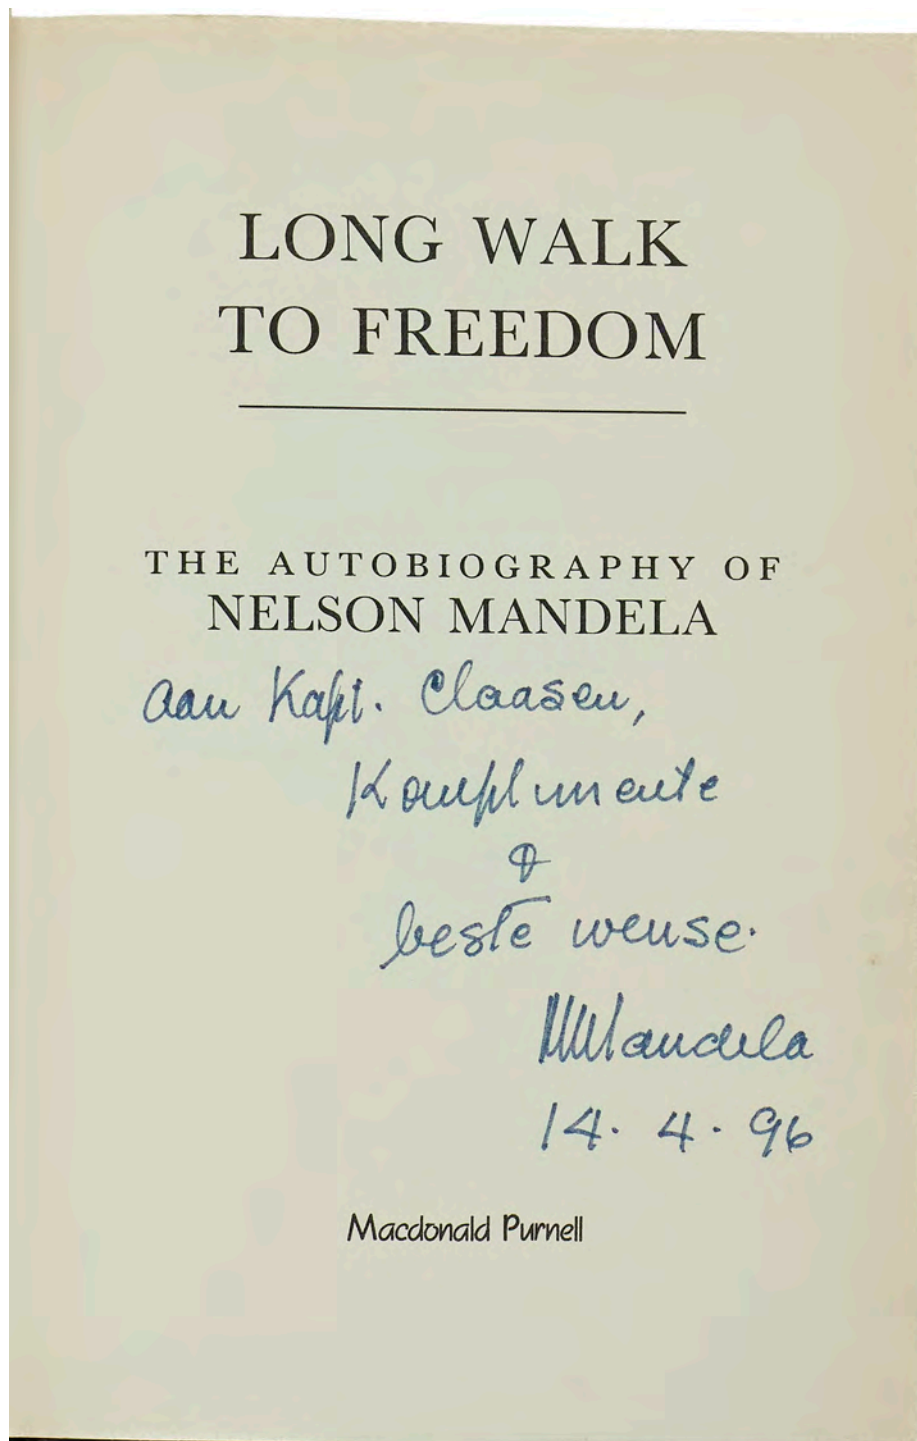 LONG WALK
TO FREEDOM
THE AUTOBIOGRAPHY OF
NELSON MANDELA
aan Kapt. Claasen,
Komplimente
&
beste wense.
NMandela
14. 4. 96
Macdonald Purnell